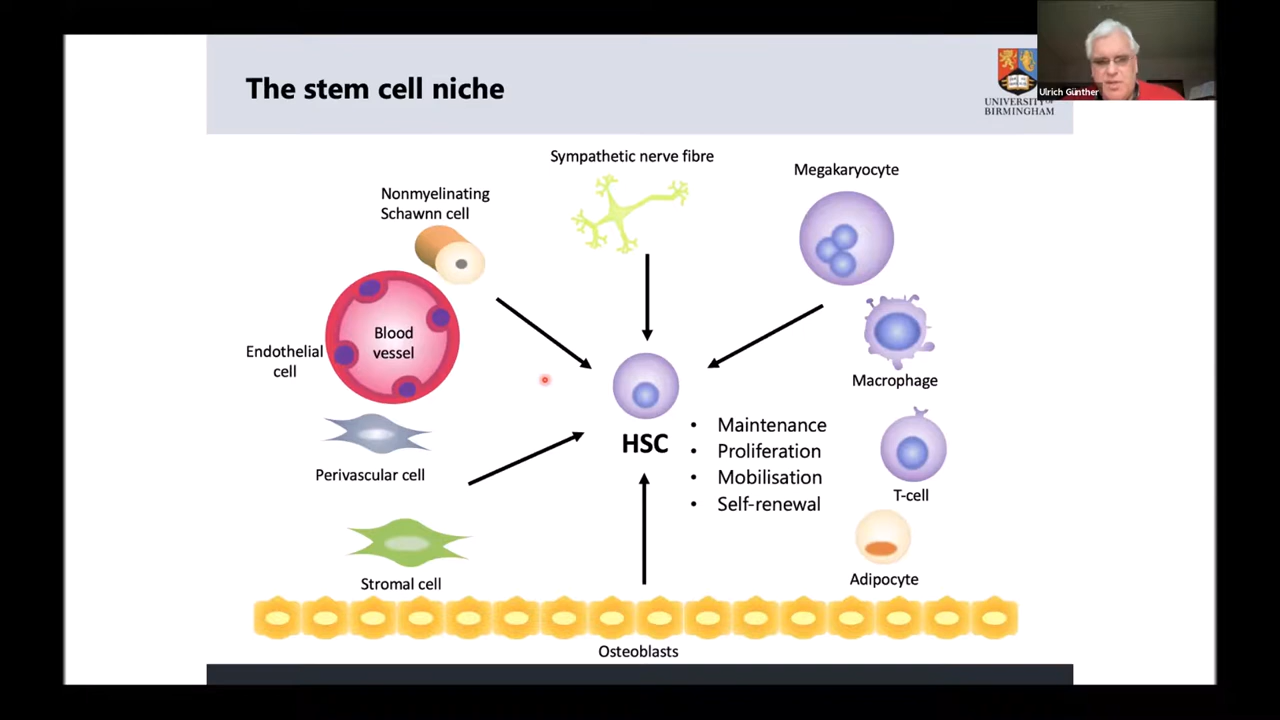 The stem cell niche
UNIVERSITY OF
BIRMINGHAM
Ulrich Günther
Sympathetic nerve fibre
Megakaryocyte
Nonmyelinating
Schawnn cell
Blood
vessel
Endothelial
cell
Macrophage
HSC
• Maintenance
• Proliferation
• Mobilisation
• Self-renewal
Perivascular cell
T-cell
Stromal cell
Adipocyte
Osteoblasts